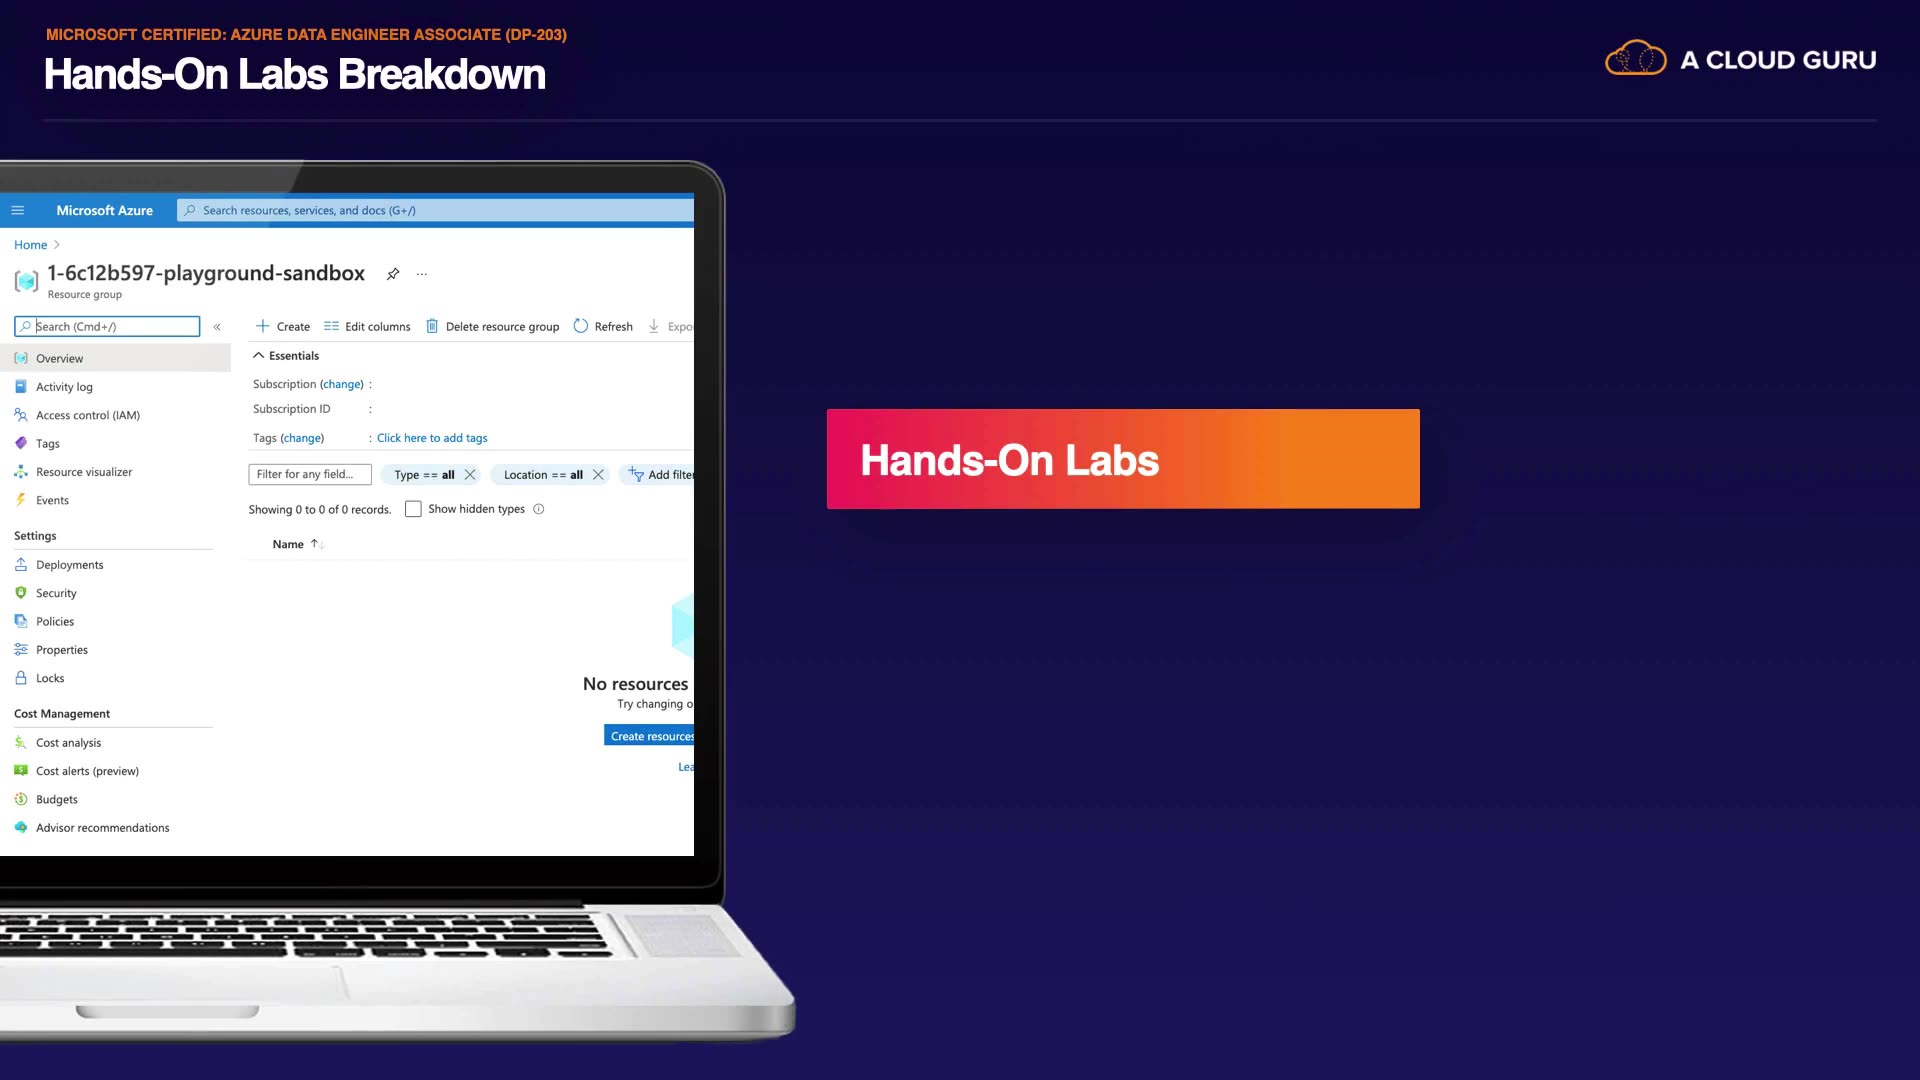 MICROSOFT CERTIFIED: AZURE DATA ENGINEER ASSOCIATE (DP-203)
Hands-On Labs Breakdown
A CLOUD GURU
Microsoft Azure
Search resources, services, and docs (G+/)
Home
1-6c12b597-playground-sandbox
Resource group
Search (Cmd+/)
Overview
Activity log
Access control (IAM)
Tags
Resource visualizer
Events
Settings
Deployments
Security
Policies
Properties
Locks
Cost Management
Cost analysis
Cost alerts (preview)
Budgets
Advisor recommendations
Create Edit columns Delete resource group Refresh Expo
Essentials
Subscription (change) :
Subscription ID :
Tags (change) : Click here to add tags
Filter for any field... Type == all Location == all Add filter
Showing 0 to 0 of 0 records. Show hidden types
Name
No resources
Try changing o
Create resources
Lea
Hands-On Labs